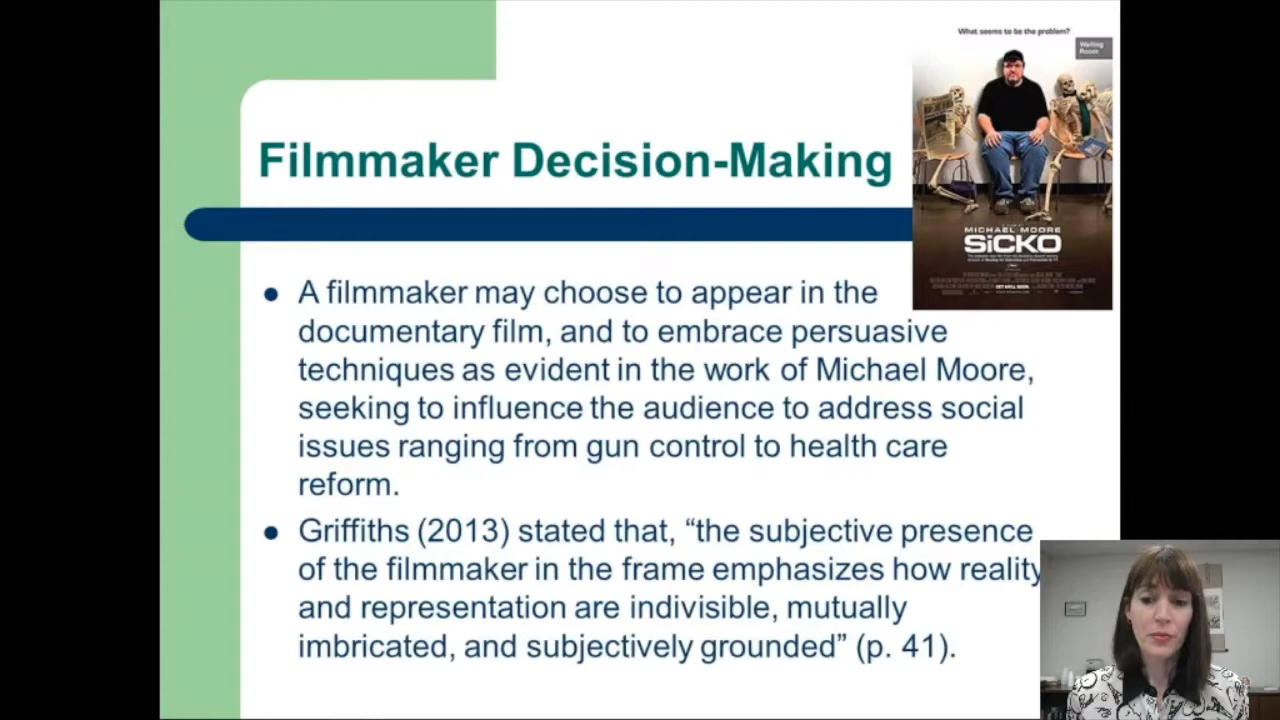 What seems to be the problem?
Waiting
Room
Filmmaker Decision-Making
MICHAEL MOORE
SiCKO
● A filmmaker may choose to appear in the
documentary film, and to embrace persuasive
techniques as evident in the work of Michael Moore,
seeking to influence the audience to address social
issues ranging from gun control to health care
reform.
● Griffiths (2013) stated that, “the subjective presence
of the filmmaker in the frame emphasizes how reality
and representation are indivisible, mutually
imbricated, and subjectively grounded” (p. 41).